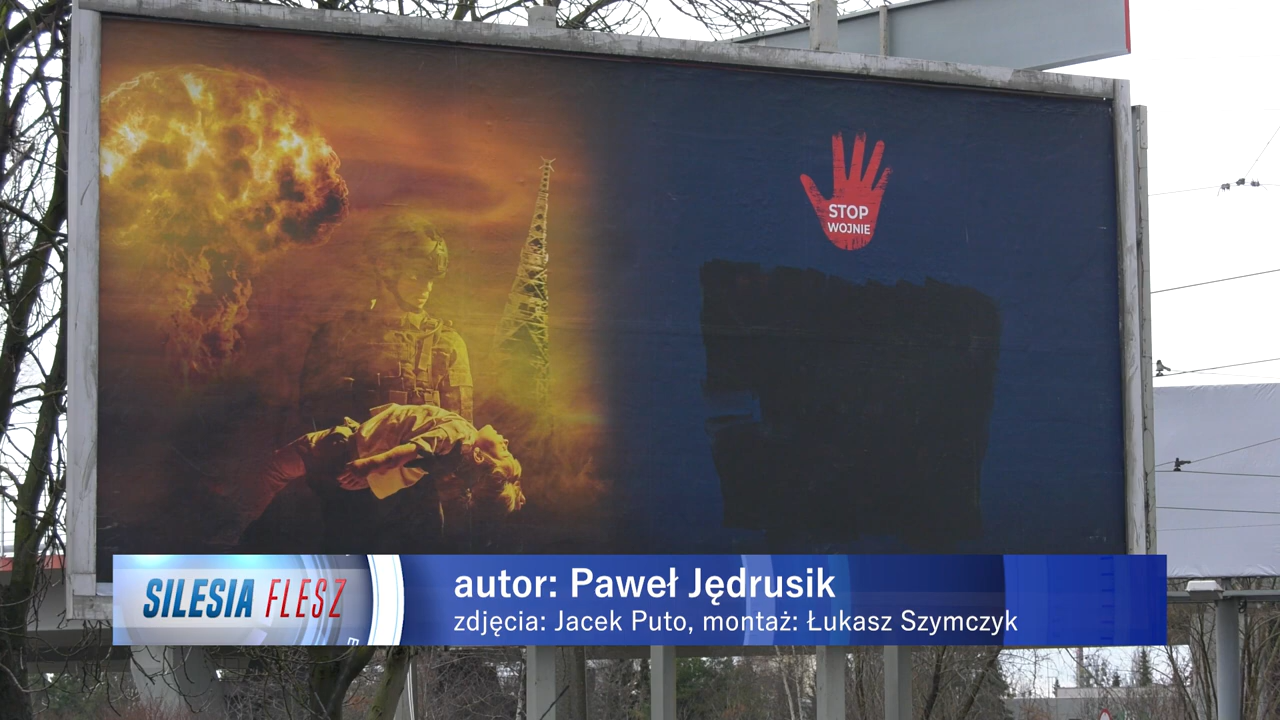 STOP
WOJNIE
SILESIA FLESZ
autor: Paweł Jędrusik
zdjęcia: Jacek Puto, montaż: Łukasz Szymczyk